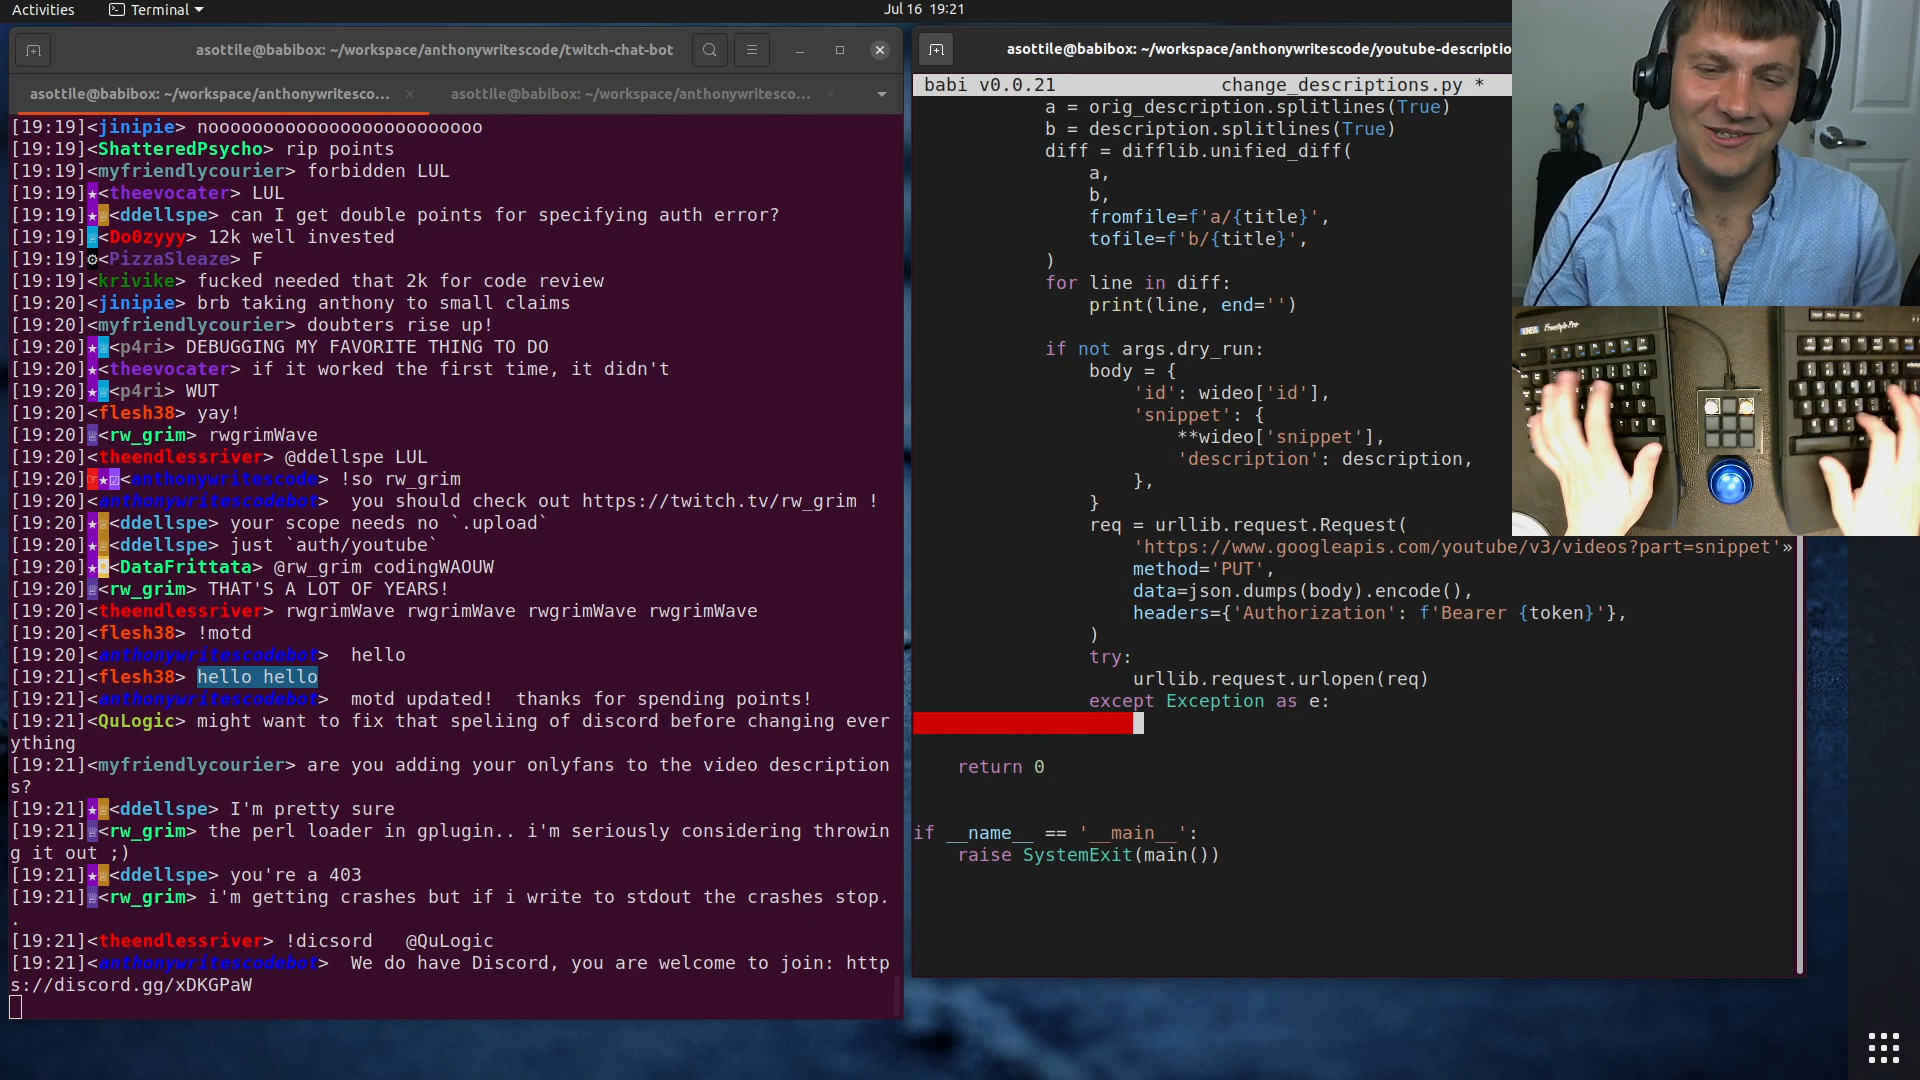 Activities
Terminal
Jul 16 19:21
asottile@babibox: ~/workspace/anthonywritescode/twitch-chat-bot
asottile@babibox: ~/workspace/anthonywritesco...
asottile@babibox: ~/workspace/anthonywritesco...
[19:19]<jinipie> nooooooooooooooooooooooooo
[19:19]<ShatteredPsycho> rip points
[19:19]<myfriendlycourier> forbidden LUL
[19:19]★<theevocater> LUL
[19:19]★♕<ddellspe> can I get double points for specifying auth error?
[19:19]♕<Do0zyyy> 12k well invested
[19:19]⚙<PizzaSleaze> F
[19:19]<krivike> fucked needed that 2k for code review
[19:20]<jinipie> brb taking anthony to small claims
[19:20]<myfriendlycourier> doubters rise up!
[19:20]★♕<p4ri> DEBUGGING MY FAVORITE THING TO DO
[19:20]★<theevocater> if it worked the first time, it didn't
[19:20]★♕<p4ri> WUT
[19:20]<flesh38> yay!
[19:20]♕<rw_grim> rwgrimWave
[19:20]<theendlessriver> @ddellspe LUL
[19:20]☞★☑<anthonywritescode> !so rw_grim
[19:20]<anthonywritescodebot>  you should check out https://twitch.tv/rw_grim !
[19:20]★♕<ddellspe> your scope needs no `.upload`
[19:20]★♕<ddellspe> just `auth/youtube`
[19:20]★<DataFrittata> @rw_grim codingWAOUW
[19:20]♕<rw_grim> THAT'S A LOT OF YEARS!
[19:20]<theendlessriver> rwgrimWave rwgrimWave rwgrimWave rwgrimWave
[19:20]<flesh38> !motd
[19:20]<anthonywritescodebot>  hello
[19:21]<flesh38> hello hello
[19:21]<anthonywritescodebot>  motd updated!  thanks for spending points!
[19:21]<QuLogic> might want to fix that speliing of discord before changing ever
ything
[19:21]<myfriendlycourier> are you adding your onlyfans to the video description
s?
[19:21]★♕<ddellspe> I'm pretty sure
[19:21]♕<rw_grim> the perl loader in gplugin.. i'm seriously considering throwin
g it out ;)
[19:21]★♕<ddellspe> you're a 403
[19:21]♕<rw_grim> i'm getting crashes but if i write to stdout the crashes stop.
.
[19:21]<theendlessriver> !dicsord   @QuLogic
[19:21]<anthonywritescodebot>  We do have Discord, you are welcome to join: http
s://discord.gg/xDKGPaW
asottile@babibox: ~/workspace/anthonywritescode/youtube-descriptio
babi v0.0.21 change_descriptions.py *
a = orig_description.splitlines(True)
b = description.splitlines(True)
diff = difflib.unified_diff(
a,
b,
fromfile=f'a/{title}',
tofile=f'b/{title}',
)
for line in diff:
print(line, end='')
if not args.dry_run:
body = {
'id': wideo['id'],
'snippet': {
**wideo['snippet'],
'description': description,
},
}
req = urllib.request.Request(
'https://www.googleapis.com/youtube/v3/videos?part=snippet'»
method='PUT',
data=json.dumps(body).encode(),
headers={'Authorization': f'Bearer {token}'},
)
try:
urllib.request.urlopen(req)
except Exception as e:
return 0
if __name__ == '__main__':
raise SystemExit(main())
Freestyle Pro